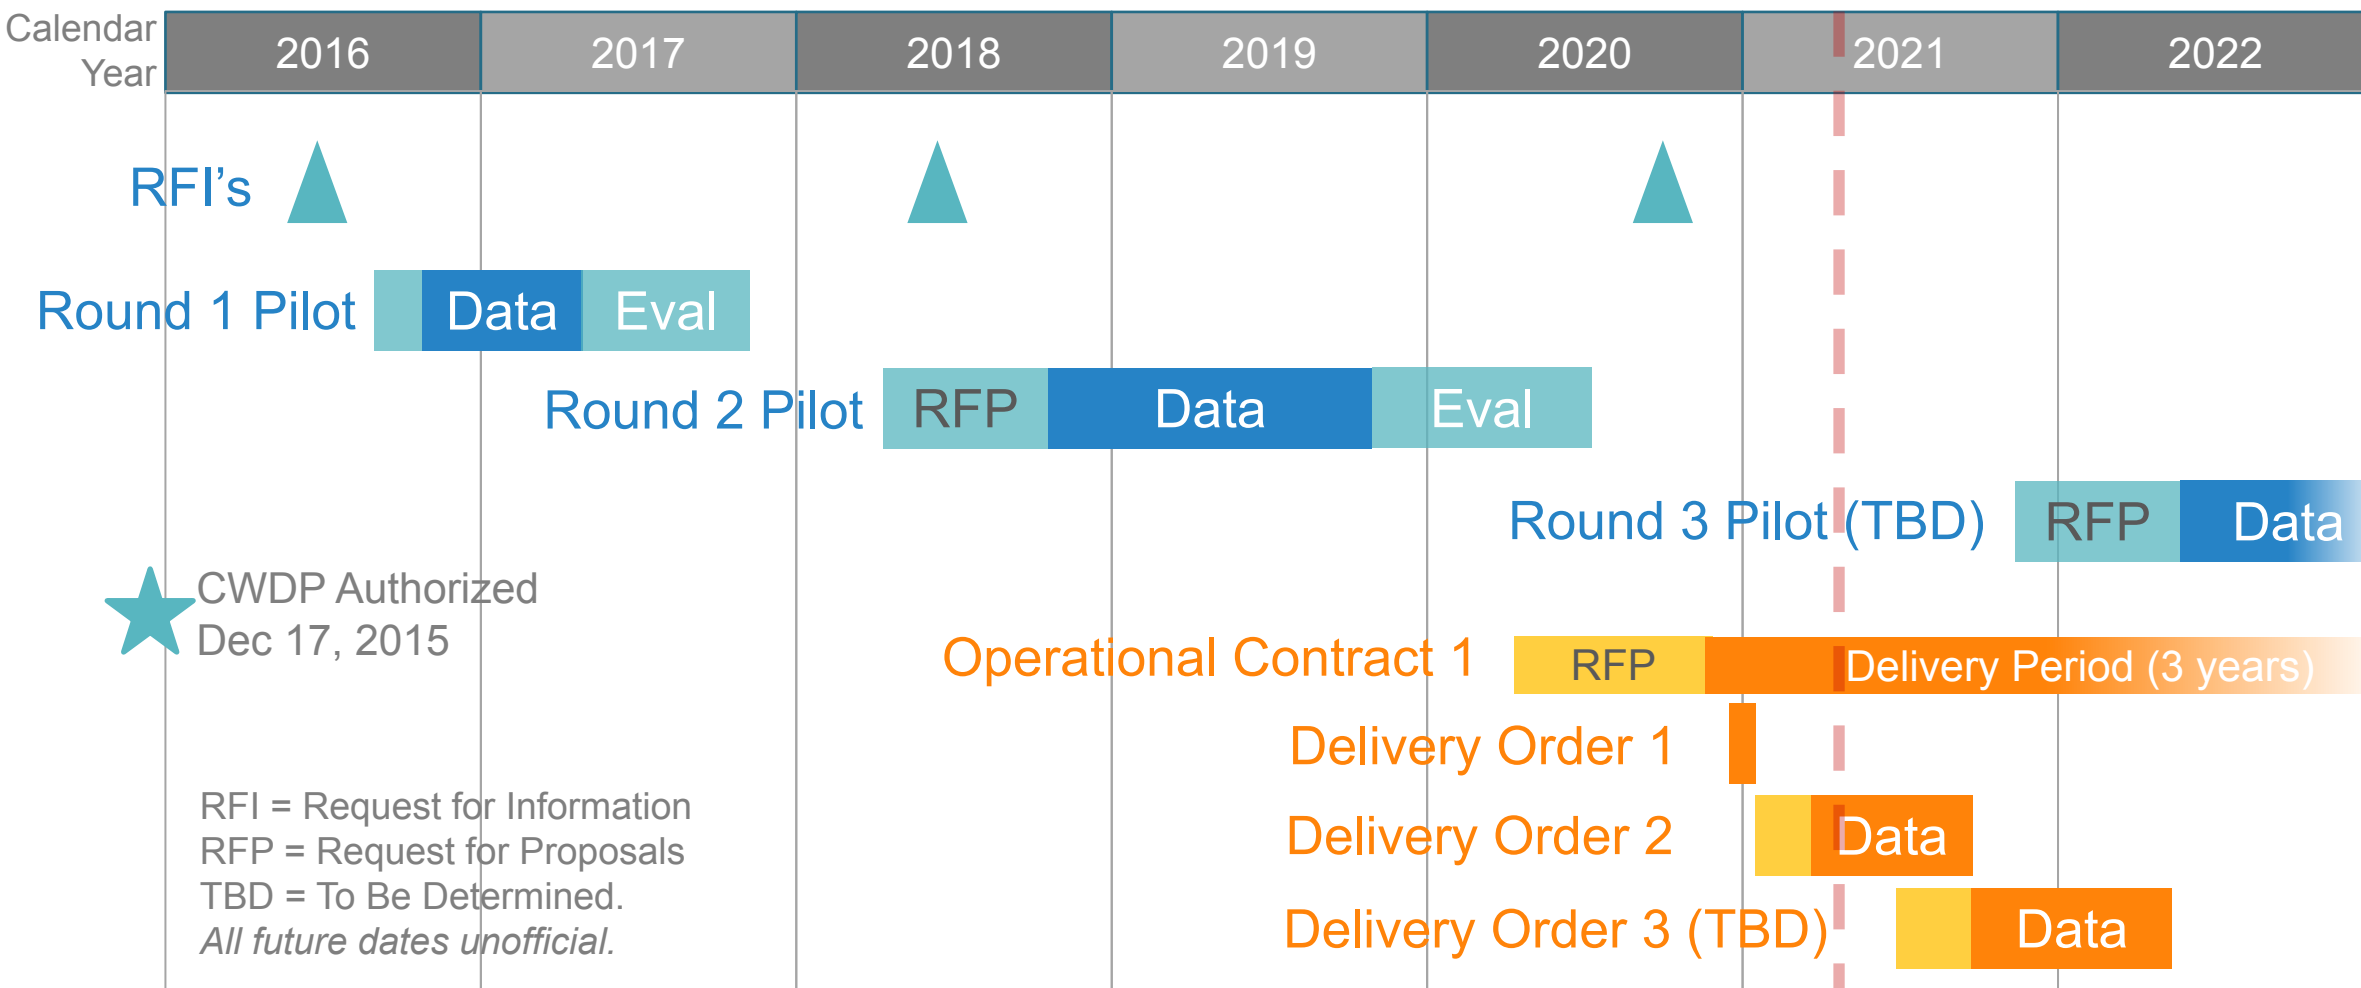 Calendar
Year
2016
2017
2018
2019
2020
2021
2022
RFI's
Round 1 Pilot
Data
Eval
Round 2 Pilot
RFP
Data
Eval
Round 3 Pilot (TBD)
RFP
Data
CWDP Authorized
Dec 17, 2015
Operational Contract 1
RFP
Delivery Period (3 years)
Delivery Order 1
Delivery Order 2
Data
Delivery Order 3 (TBD)
Data
RFI = Request for Information
RFP = Request for Proposals
TBD = To Be Determined.
All future dates unofficial.